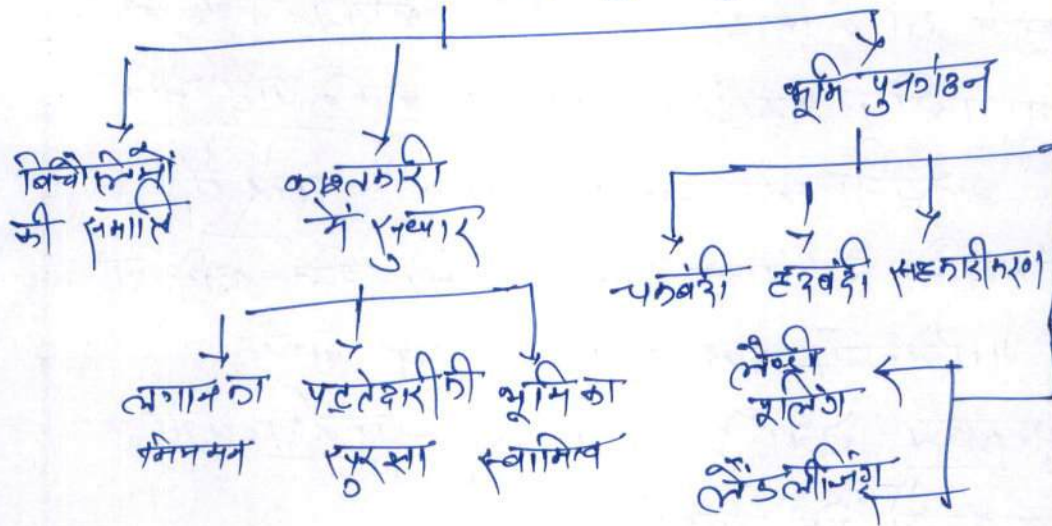 भूमि पुनर्गठन
बिचौलियों
की समाप्ति
काश्तकारी
में सुधार
चकबंदी हदबंदी सहकारीकरण
लगान का
नियमन
पट्टेदारी की
सुरक्षा
भूमि का
स्वामित्व
लैण्ड
पूलिंग
लैंड लीजिंग